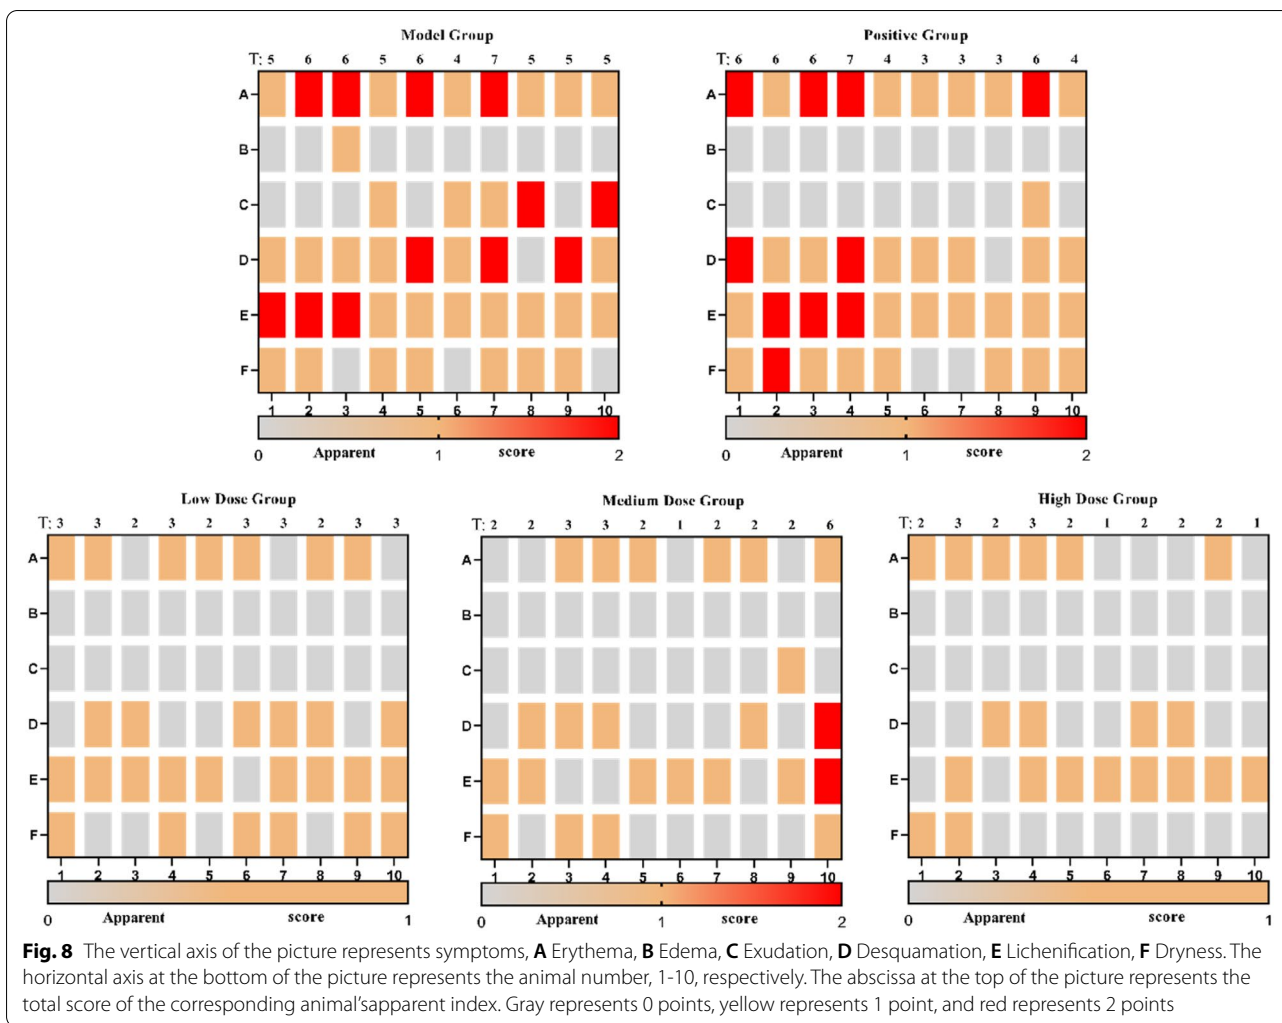 Model Group
T: 5 6 6 5 6 4 7 5 5 5
A
B
C
D
E
F
1 2 3 4 5 6 7 8 9 10
0 Apparent 1 score 2
Positive Group
T: 6 6 6 7 4 3 3 3 6 4
A
B
C
D
E
F
1 2 3 4 5 6 7 8 9 10
0 Apparent 1 score 2
Low Dose Group
T: 3 3 2 3 2 3 3 2 3 3
A
B
C
D
E
F
1 2 3 4 5 6 7 8 9 10
0 Apparent score 1
Medium Dose Group
T: 2 2 3 3 2 1 2 2 2 6
A
B
C
D
E
F
1 2 3 4 5 6 7 8 9 10
0 Apparent 1 score 2
High Dose Group
T: 2 3 2 3 2 1 2 2 2 1
A
B
C
D
E
F
1 2 3 4 5 6 7 8 9 10
0 Apparent score 1
Fig. 8 The vertical axis of the picture represents symptoms, A Erythema, B Edema, C Exudation, D Desquamation, E Lichenification, F Dryness. The
horizontal axis at the bottom of the picture represents the animal number, 1-10, respectively. The abscissa at the top of the picture represents the
total score of the corresponding animal'sapparent index. Gray represents 0 points, yellow represents 1 point, and red represents 2 points